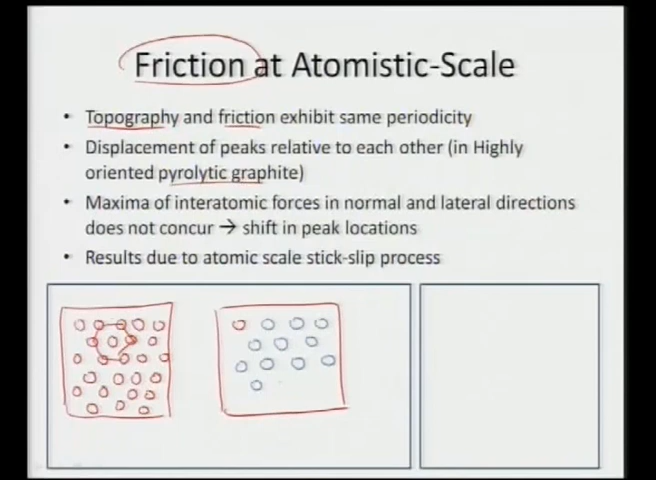 Friction at Atomistic-Scale
• Topography and friction exhibit same periodicity
• Displacement of peaks relative to each other (in Highly
oriented pyrolytic graphite)
• Maxima of interatomic forces in normal and lateral directions
does not concur → shift in peak locations
• Results due to atomic scale stick-slip process